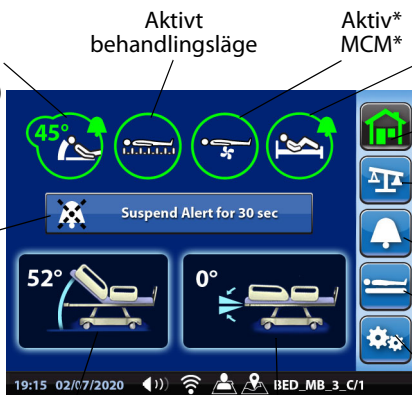 Aktivt
behandlingsläge
Aktiv*
MCM*
45°
Suspend Alert for 30 sec
52°
0°
19:15 02/07/2020 BED_MB_3_C/1